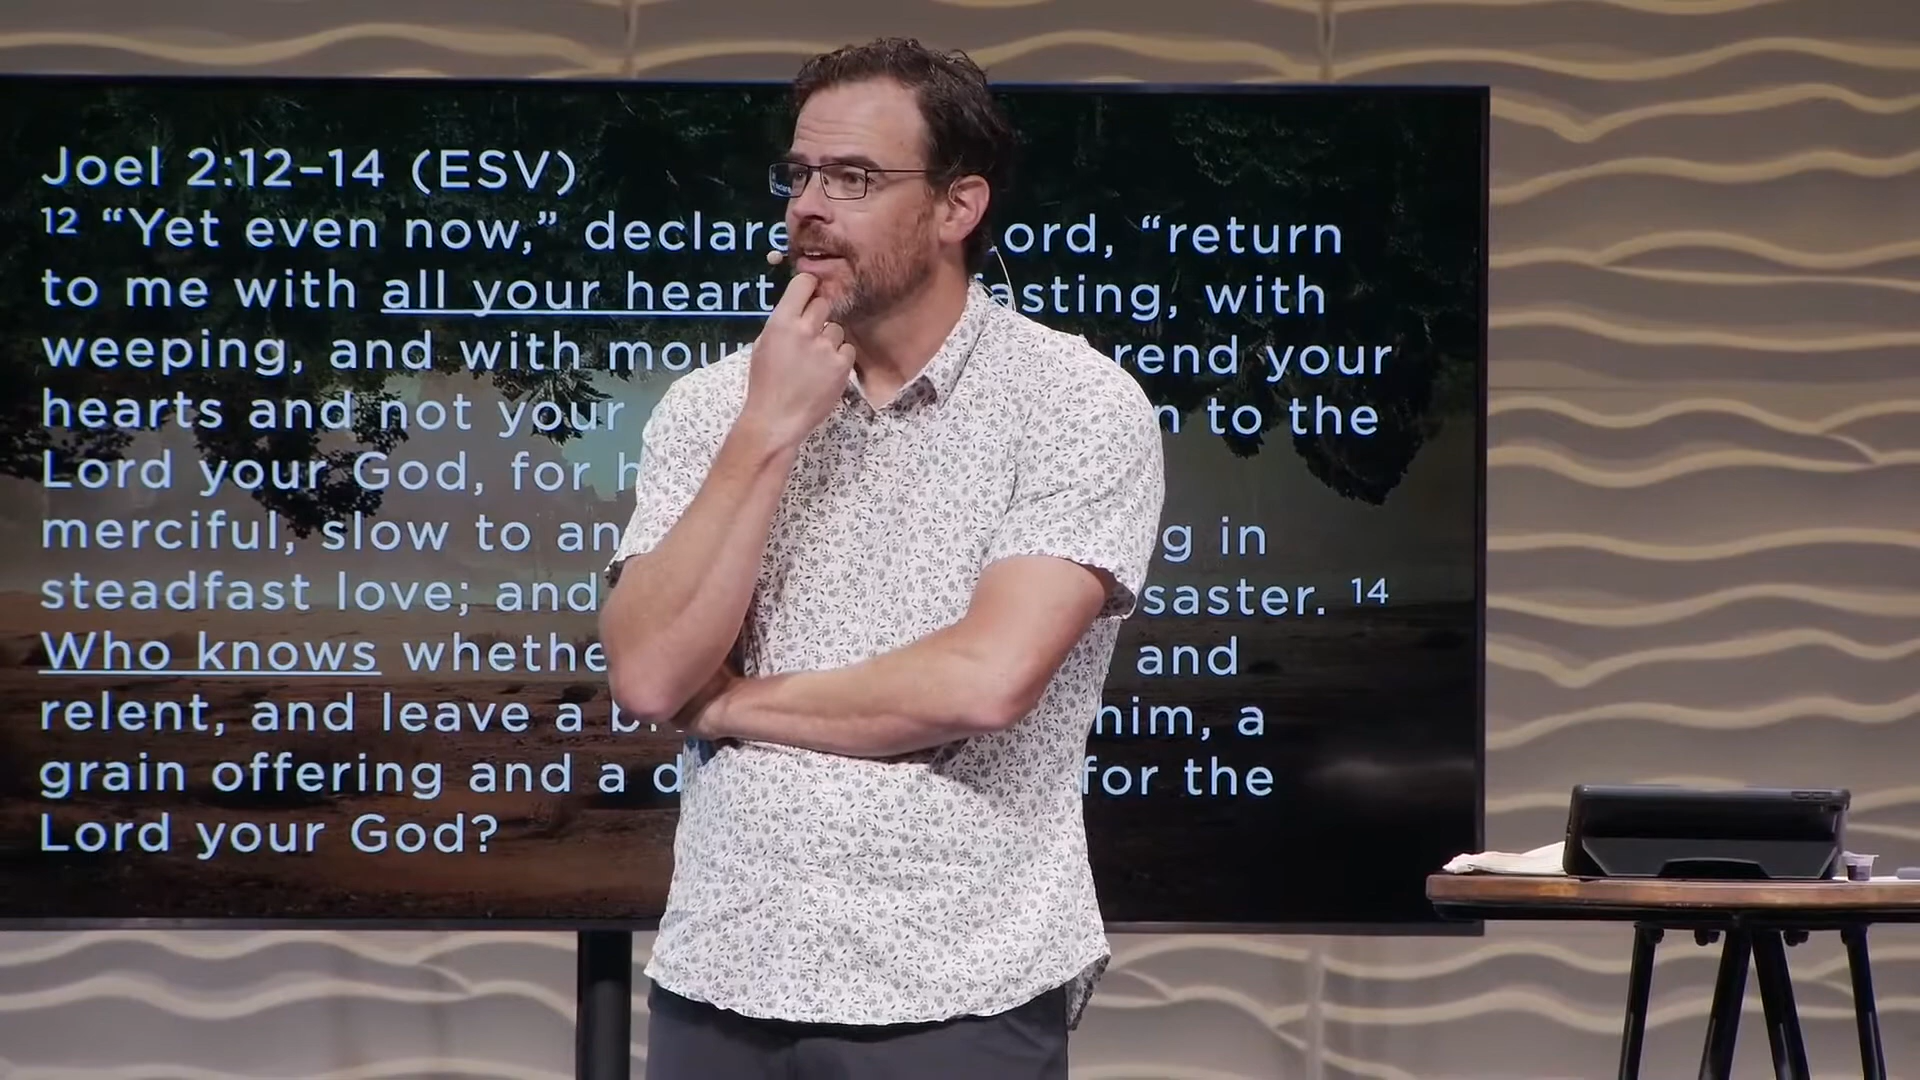 Joel 2:12–14 (ESV)
12 “Yet even now,” declare ord, “return
to me with all your heart asting, with
weeping, and with mou rend your
hearts and not your n to the
Lord your God, for h
merciful, slow to an g in
steadfast love; and saster. 14
Who knows whethe and
relent, and leave a b him, a
grain offering and a d for the
Lord your God?